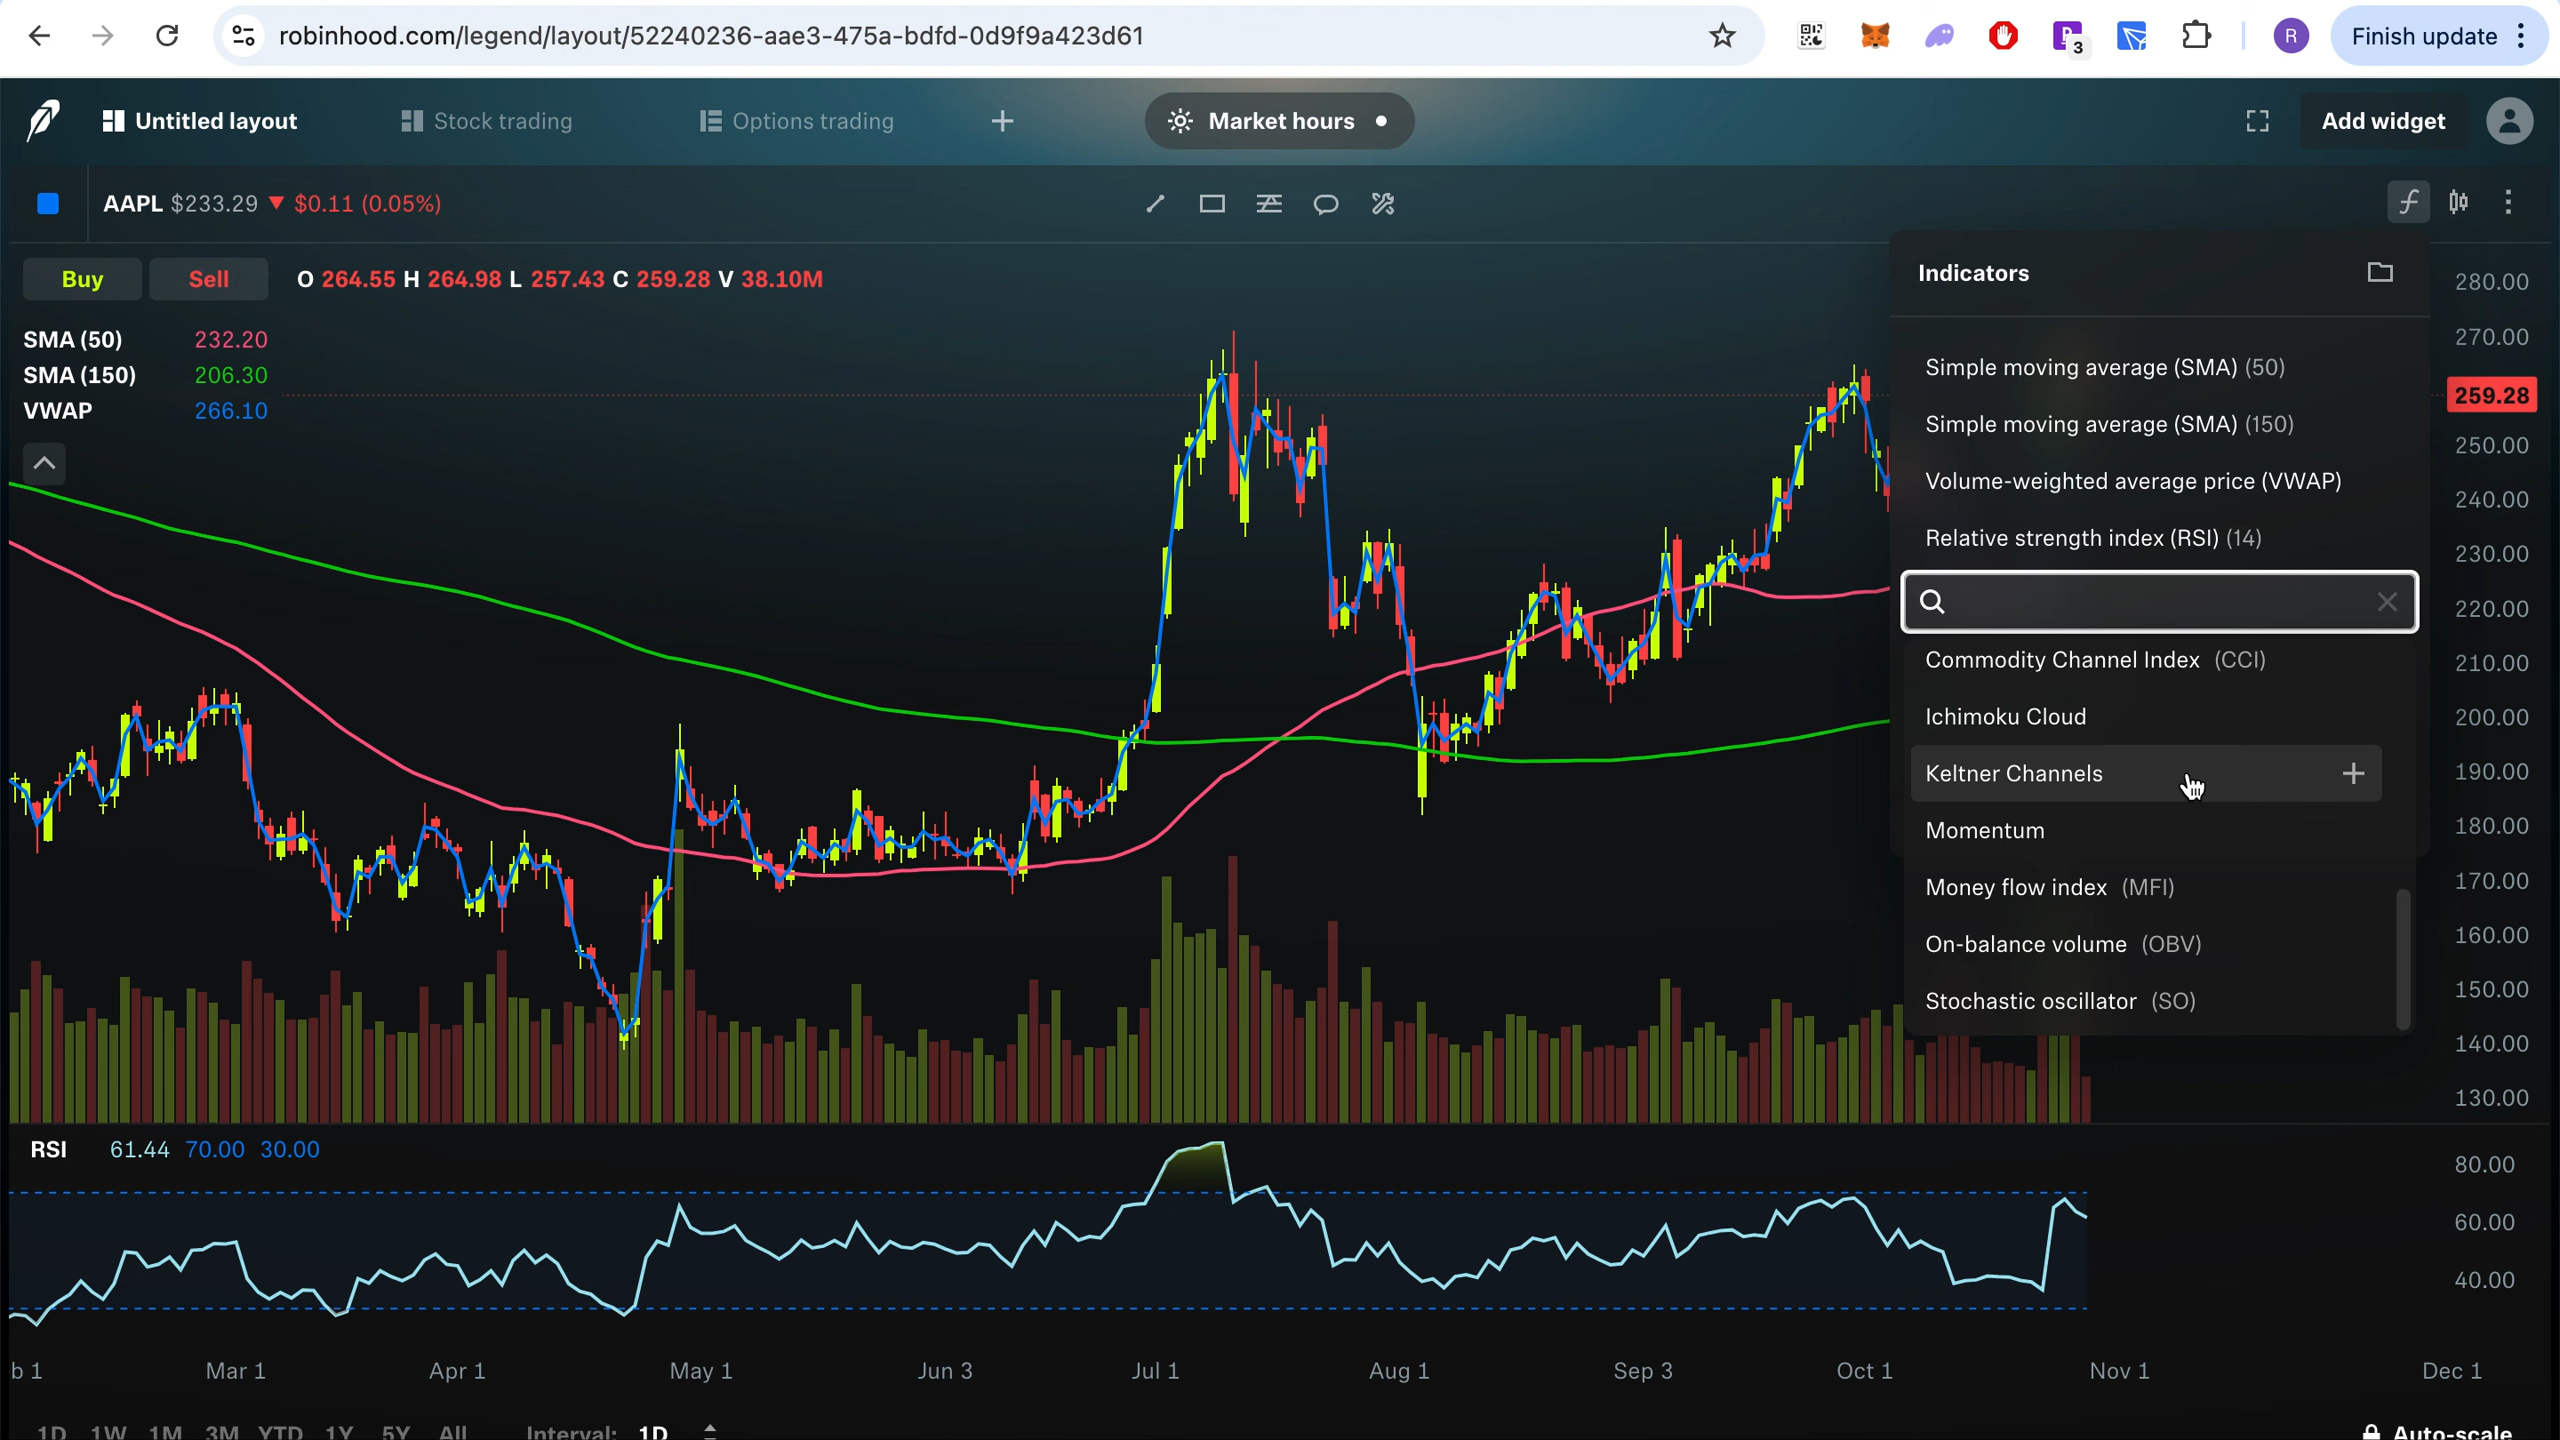 robinhood.com/legend/layout/52240236-aae3-475a-bdfd-0d9f9a423d61
3
R
Finish update
Untitled layout
Stock trading
Options trading
Market hours
Add widget
AAPL $233.29 ▼ $0.11 (0.05%)
Buy
Sell
O 264.55 H 264.98 L 257.43 C 259.28 V 38.10M
SMA (50) 232.20
SMA (150) 206.30
VWAP 266.10
Indicators
Simple moving average (SMA) (50)
Simple moving average (SMA) (150)
Volume-weighted average price (VWAP)
Relative strength index (RSI) (14)
Commodity Channel Index (CCI)
Ichimoku Cloud
Keltner Channels
Momentum
Money flow index (MFI)
On-balance volume (OBV)
Stochastic oscillator (SO)
280.00
270.00
259.28
250.00
240.00
230.00
220.00
210.00
200.00
190.00
180.00
170.00
160.00
150.00
140.00
130.00
RSI 61.44 70.00 30.00
80.00
60.00
40.00
b 1 Mar 1 Apr 1 May 1 Jun 3 Jul 1 Aug 1 Sep 3 Oct 1 Nov 1 Dec 1
1D 1W 1M 3M YTD 1Y 5Y All Interval: 1D
Auto-scale